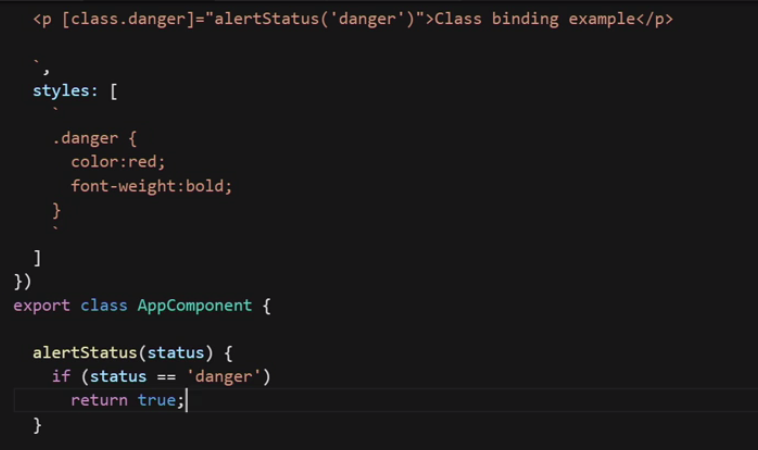 <p [class.danger]="alertStatus('danger')">Class binding example</p>
`,
styles: [
`
.danger {
color:red;
font-weight:bold;
}
`
]
})
export class AppComponent {
alertStatus(status) {
if (status == 'danger')
return true;
}